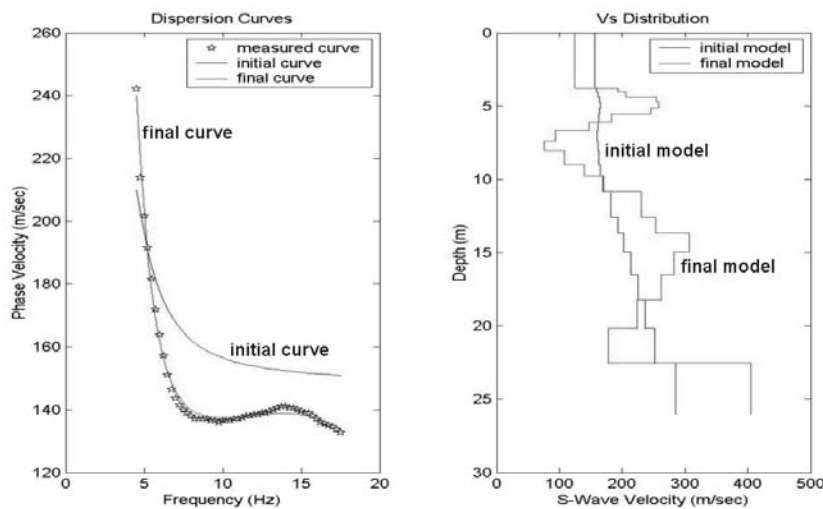 Dispersion Curves
260
240
220
200
180
160
140
120
0
5
10
15
20
Phase Velocity (m/sec)
Frequency (Hz)
measured curve
initial curve
final curve
final curve
initial curve
Vs Distribution
0
5
10
15
20
25
30
0
100
200
300
400
500
Depth (m)
S-Wave Velocity (m/sec)
initial model
final model
initial model
final model